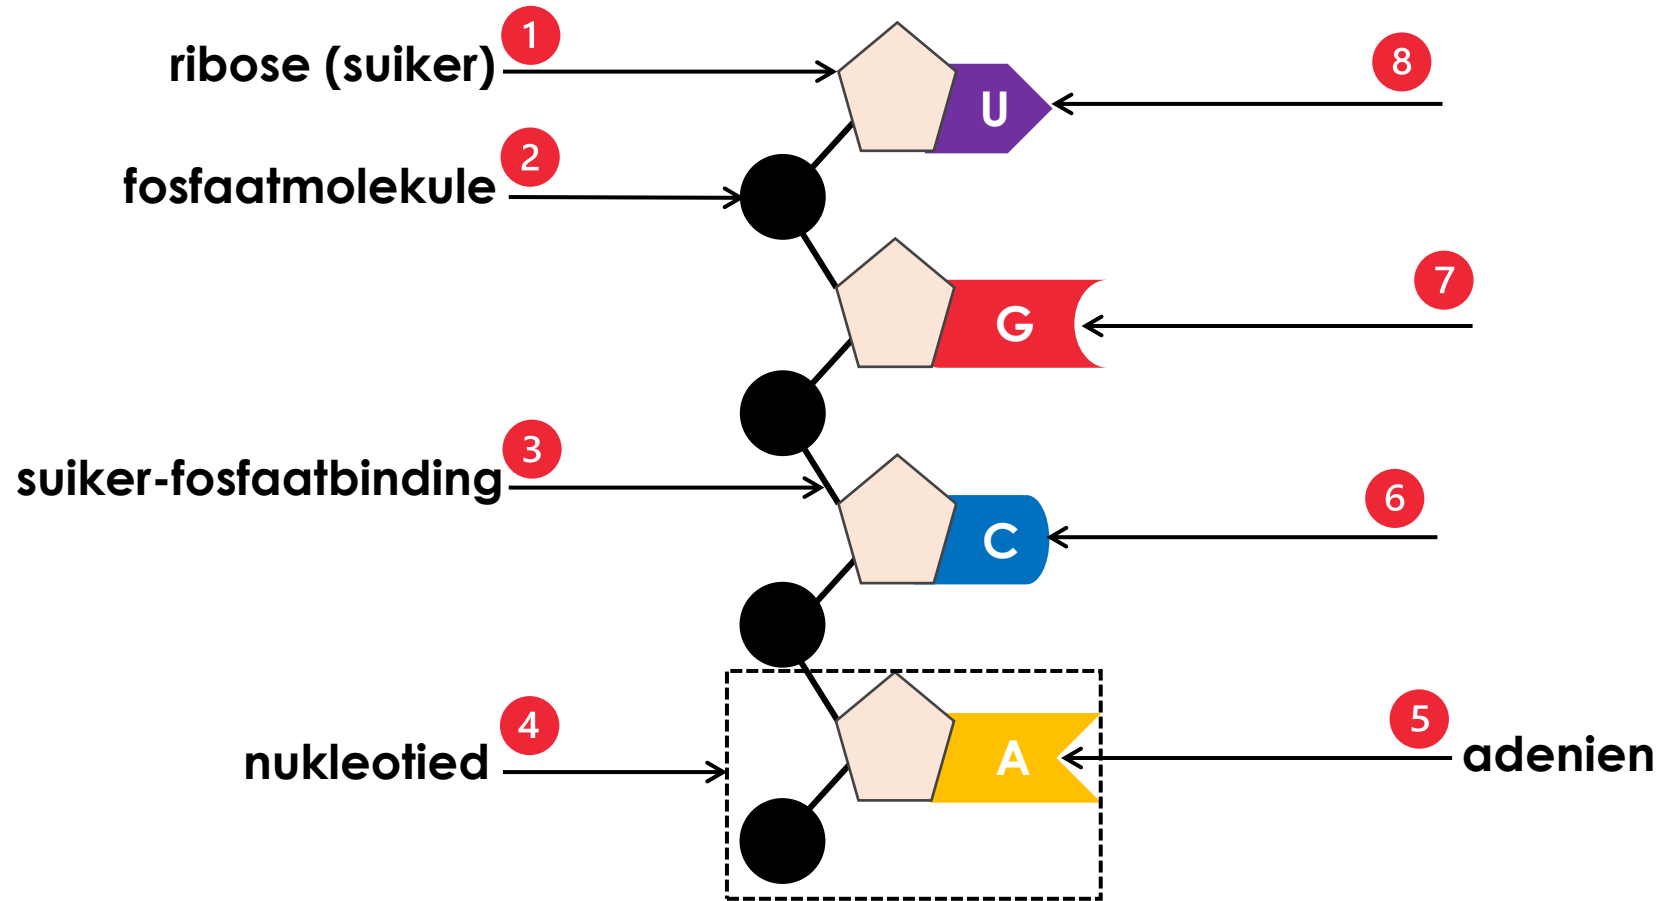 1
ribose (suiker)
U
8
2
fosfaatmolekule
G
7
3
suiker-fosfaatbinding
C
6
4
nukleotied
A
5
adenien